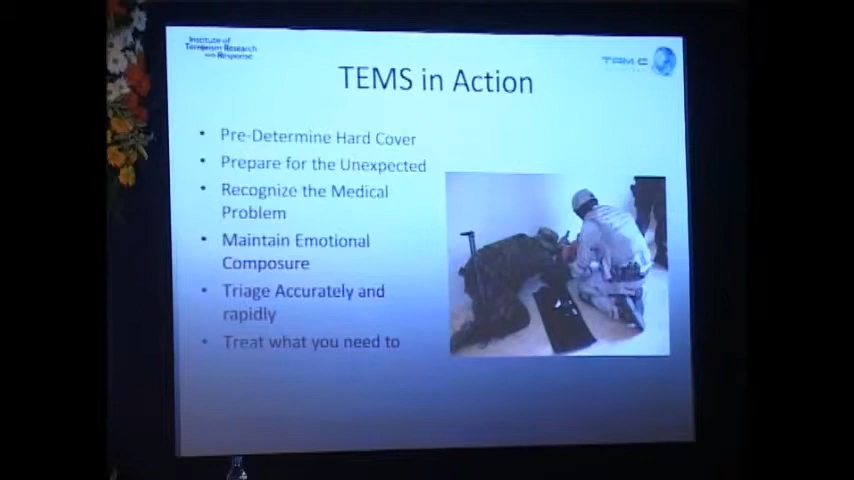 Institute of
Terrorism Research
and Response
TAM-C
TEMS in Action
• Pre-Determine Hard Cover
• Prepare for the Unexpected
• Recognize the Medical
Problem
• Maintain Emotional
Composure
• Triage Accurately and
rapidly
• Treat what you need to